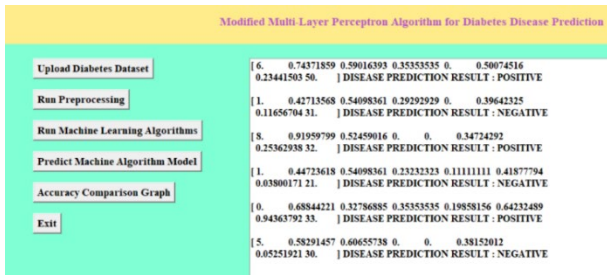 Modified Multi-Layer Perceptron Algorithm for Diabetes Disease Prediction
Upload Diabetes Dataset
Run Preprocessing
Run Machine Learning Algorithms
Predict Machine Algorithm Model
Accuracy Comparison Graph
Exit
[ 6. 0.74371859 0.59016393 0.35353535 0. 0.50074516
0.23441503 50. ] DISEASE PREDICTION RESULT : POSITIVE
[ 1. 0.42713568 0.54098361 0.29292929 0. 0.39642325
0.11656704 31. ] DISEASE PREDICTION RESULT : NEGATIVE
[ 8. 0.91959799 0.52459016 0. 0. 0.34724292
0.25362938 32. ] DISEASE PREDICTION RESULT : POSITIVE
[ 1. 0.44723618 0.54098361 0.23232323 0.11111111 0.41877794
0.03800171 21. ] DISEASE PREDICTION RESULT : NEGATIVE
[ 0. 0.68844221 0.32786885 0.35353535 0.19858156 0.64232489
0.94363792 33. ] DISEASE PREDICTION RESULT : POSITIVE
[ 5. 0.58291457 0.60655738 0. 0. 0.38152012
0.05251921 30. ] DISEASE PREDICTION RESULT : NEGATIVE